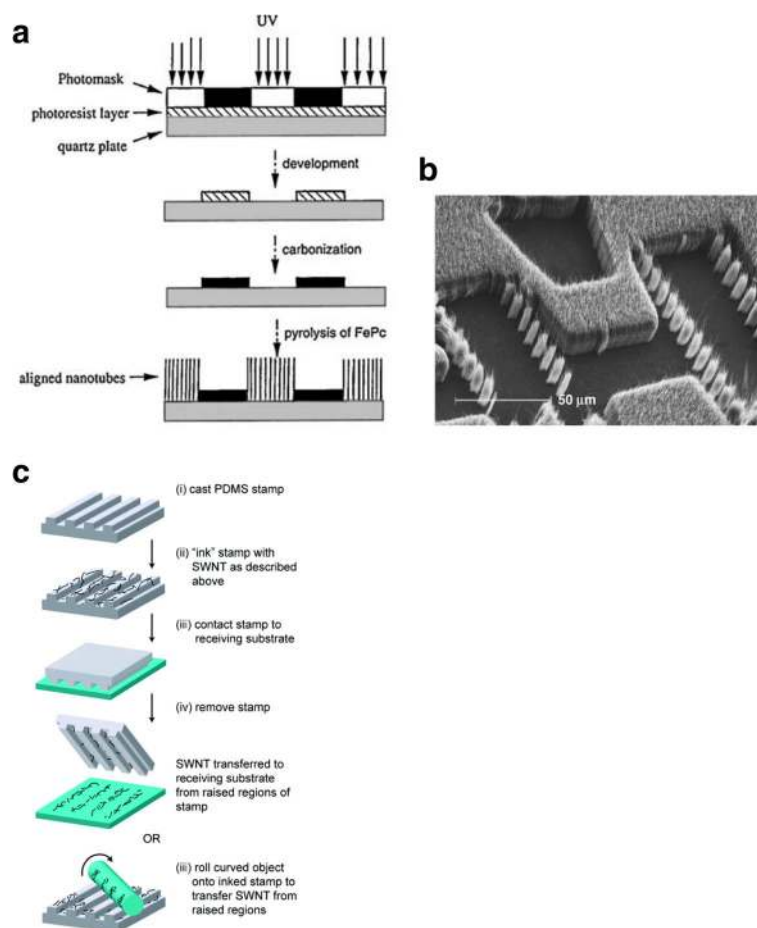 a
UV
Photomask
photoresist layer
quartz plate
development
carbonization
pyrolysis of FePc
aligned nanotubes
b
50 μm
c
(i) cast PDMS stamp
(ii) "ink" stamp with
SWNT as described
above
(iii) contact stamp to
receiving substrate
(iv) remove stamp
SWNT transferred to
receiving substrate
from raised regions of
stamp
OR
(iii) roll curved object
onto inked stamp to
transfer SWNT from
raised regions